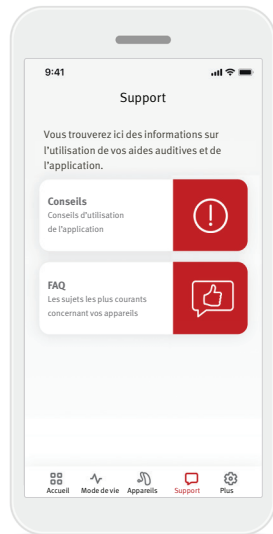 9:41
Support
Vous trouverez ici des informations sur
l'utilisation de vos aides auditives et de
l'application.
Conseils
Conseils d'utilisation
de l'application
FAQ
Les sujets les plus courants
concernant vos appareils
Accueil Mode de vie Appareils Support Plus